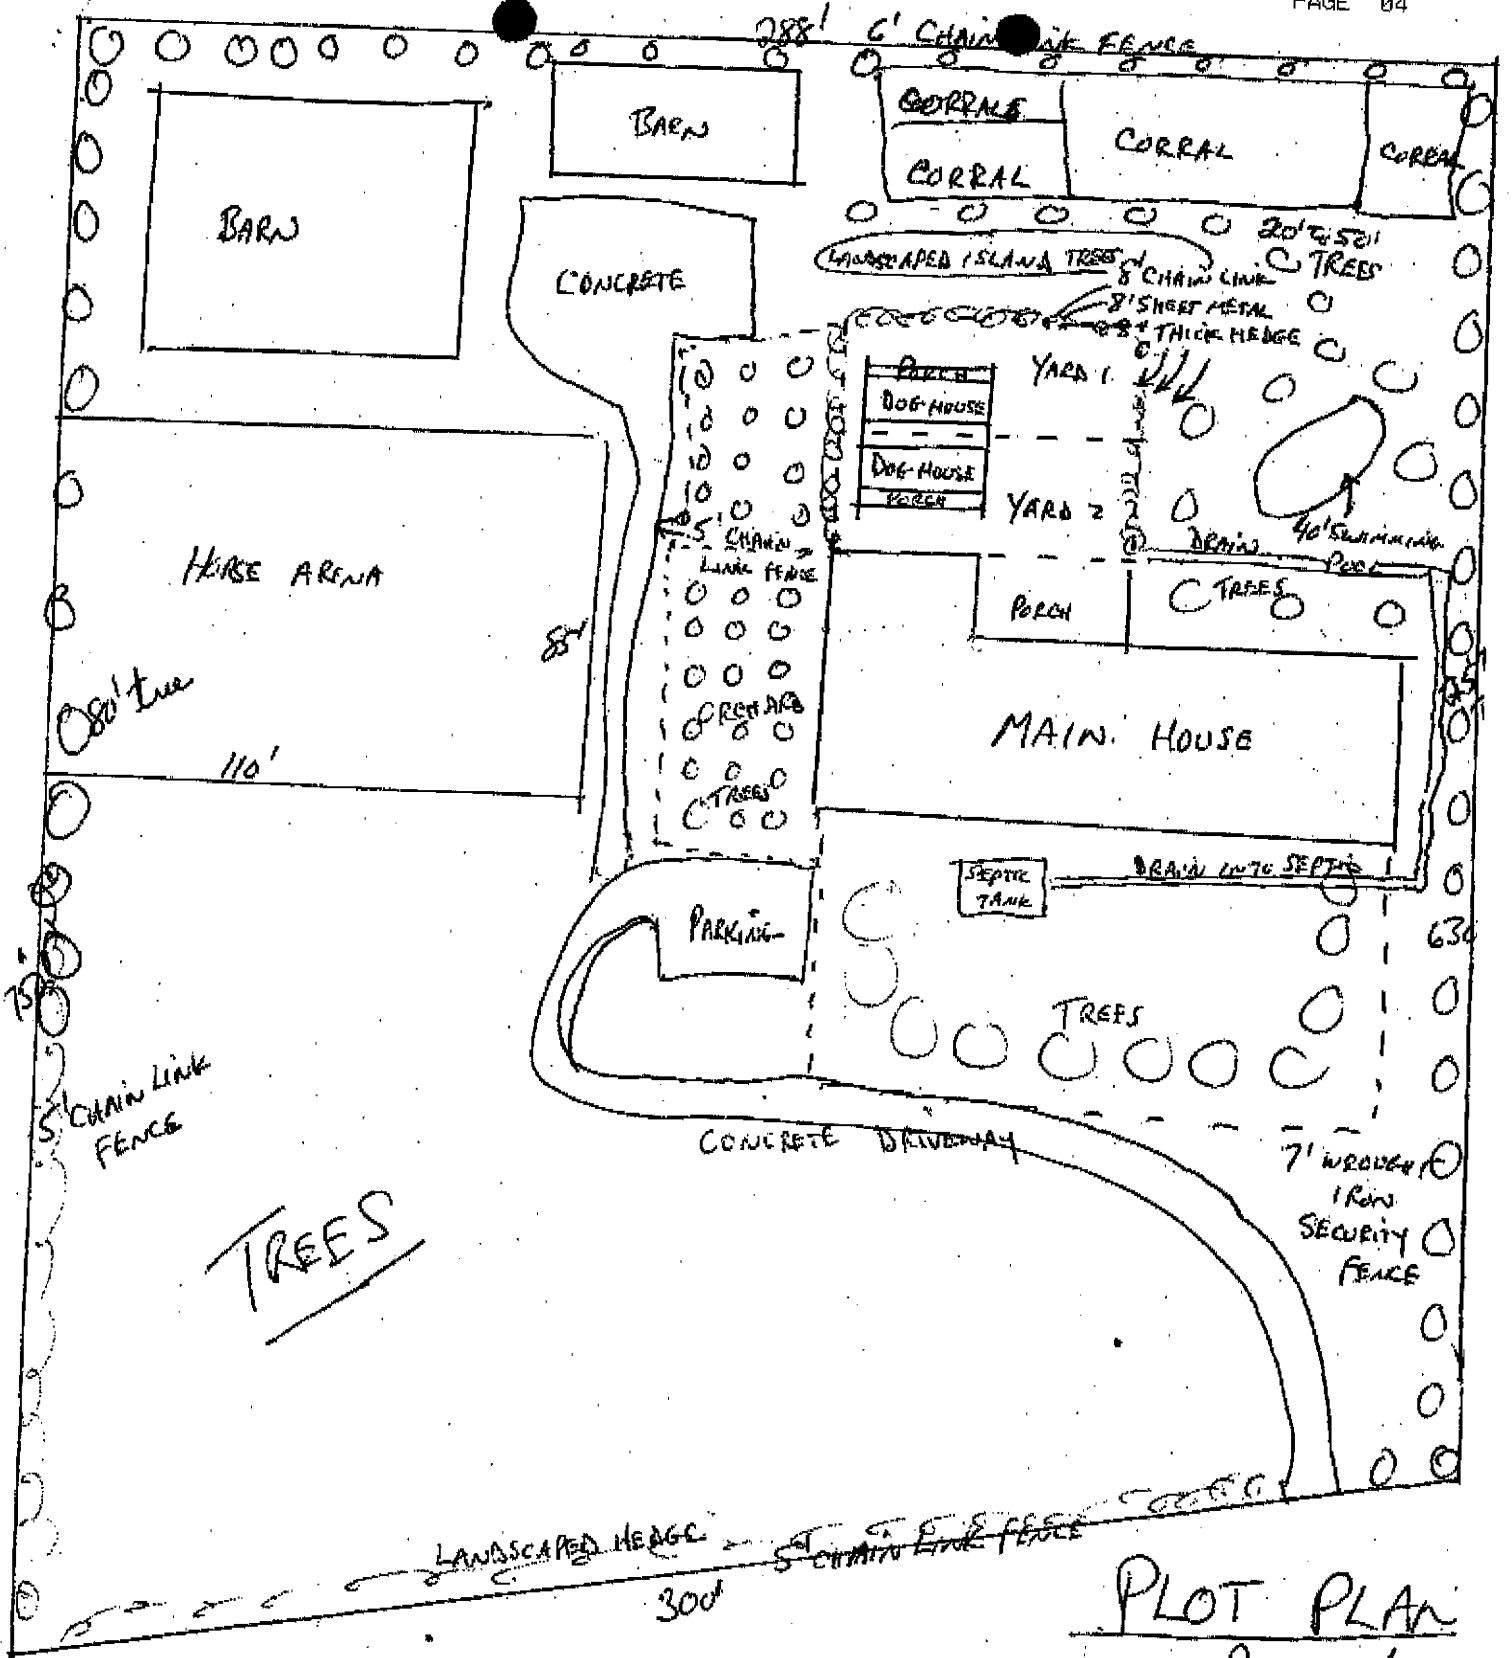 PAGE 04
288' 6' CHAIN LINK FENCE
BARN
BARN
CORRALS
CORRAL
CORRAL
CORRAL
CONCRETE
LANDSCAPED ISLAND TREES
20' TO 50'
TREES
8' CHAIN LINK
8' SHEET METAL
8' THICK HEDGE
PORCH
DOG HOUSE
YARD 1
DOG HOUSE
PORCH
YARD 2
5' CHAIN
LINK FENCE
DRAIN
40' SWIMMING
POOL
TREES
PORCH
HORSE ARENA
85'
110'
80' tree
ORCHARD
TREES
MAIN HOUSE
SEPTIC
TANK
DRAIN INTO SEPTIC
PARKING
TREES
634
5' CHAIN LINK
FENCE
CONCRETE DRIVEWAY
7' WROUGHT
IRON
SECURITY
FENCE
TREES
LANDSCAPED HEDGE
5' CHAIN LINK FENCE
300'
PLOT PLAN